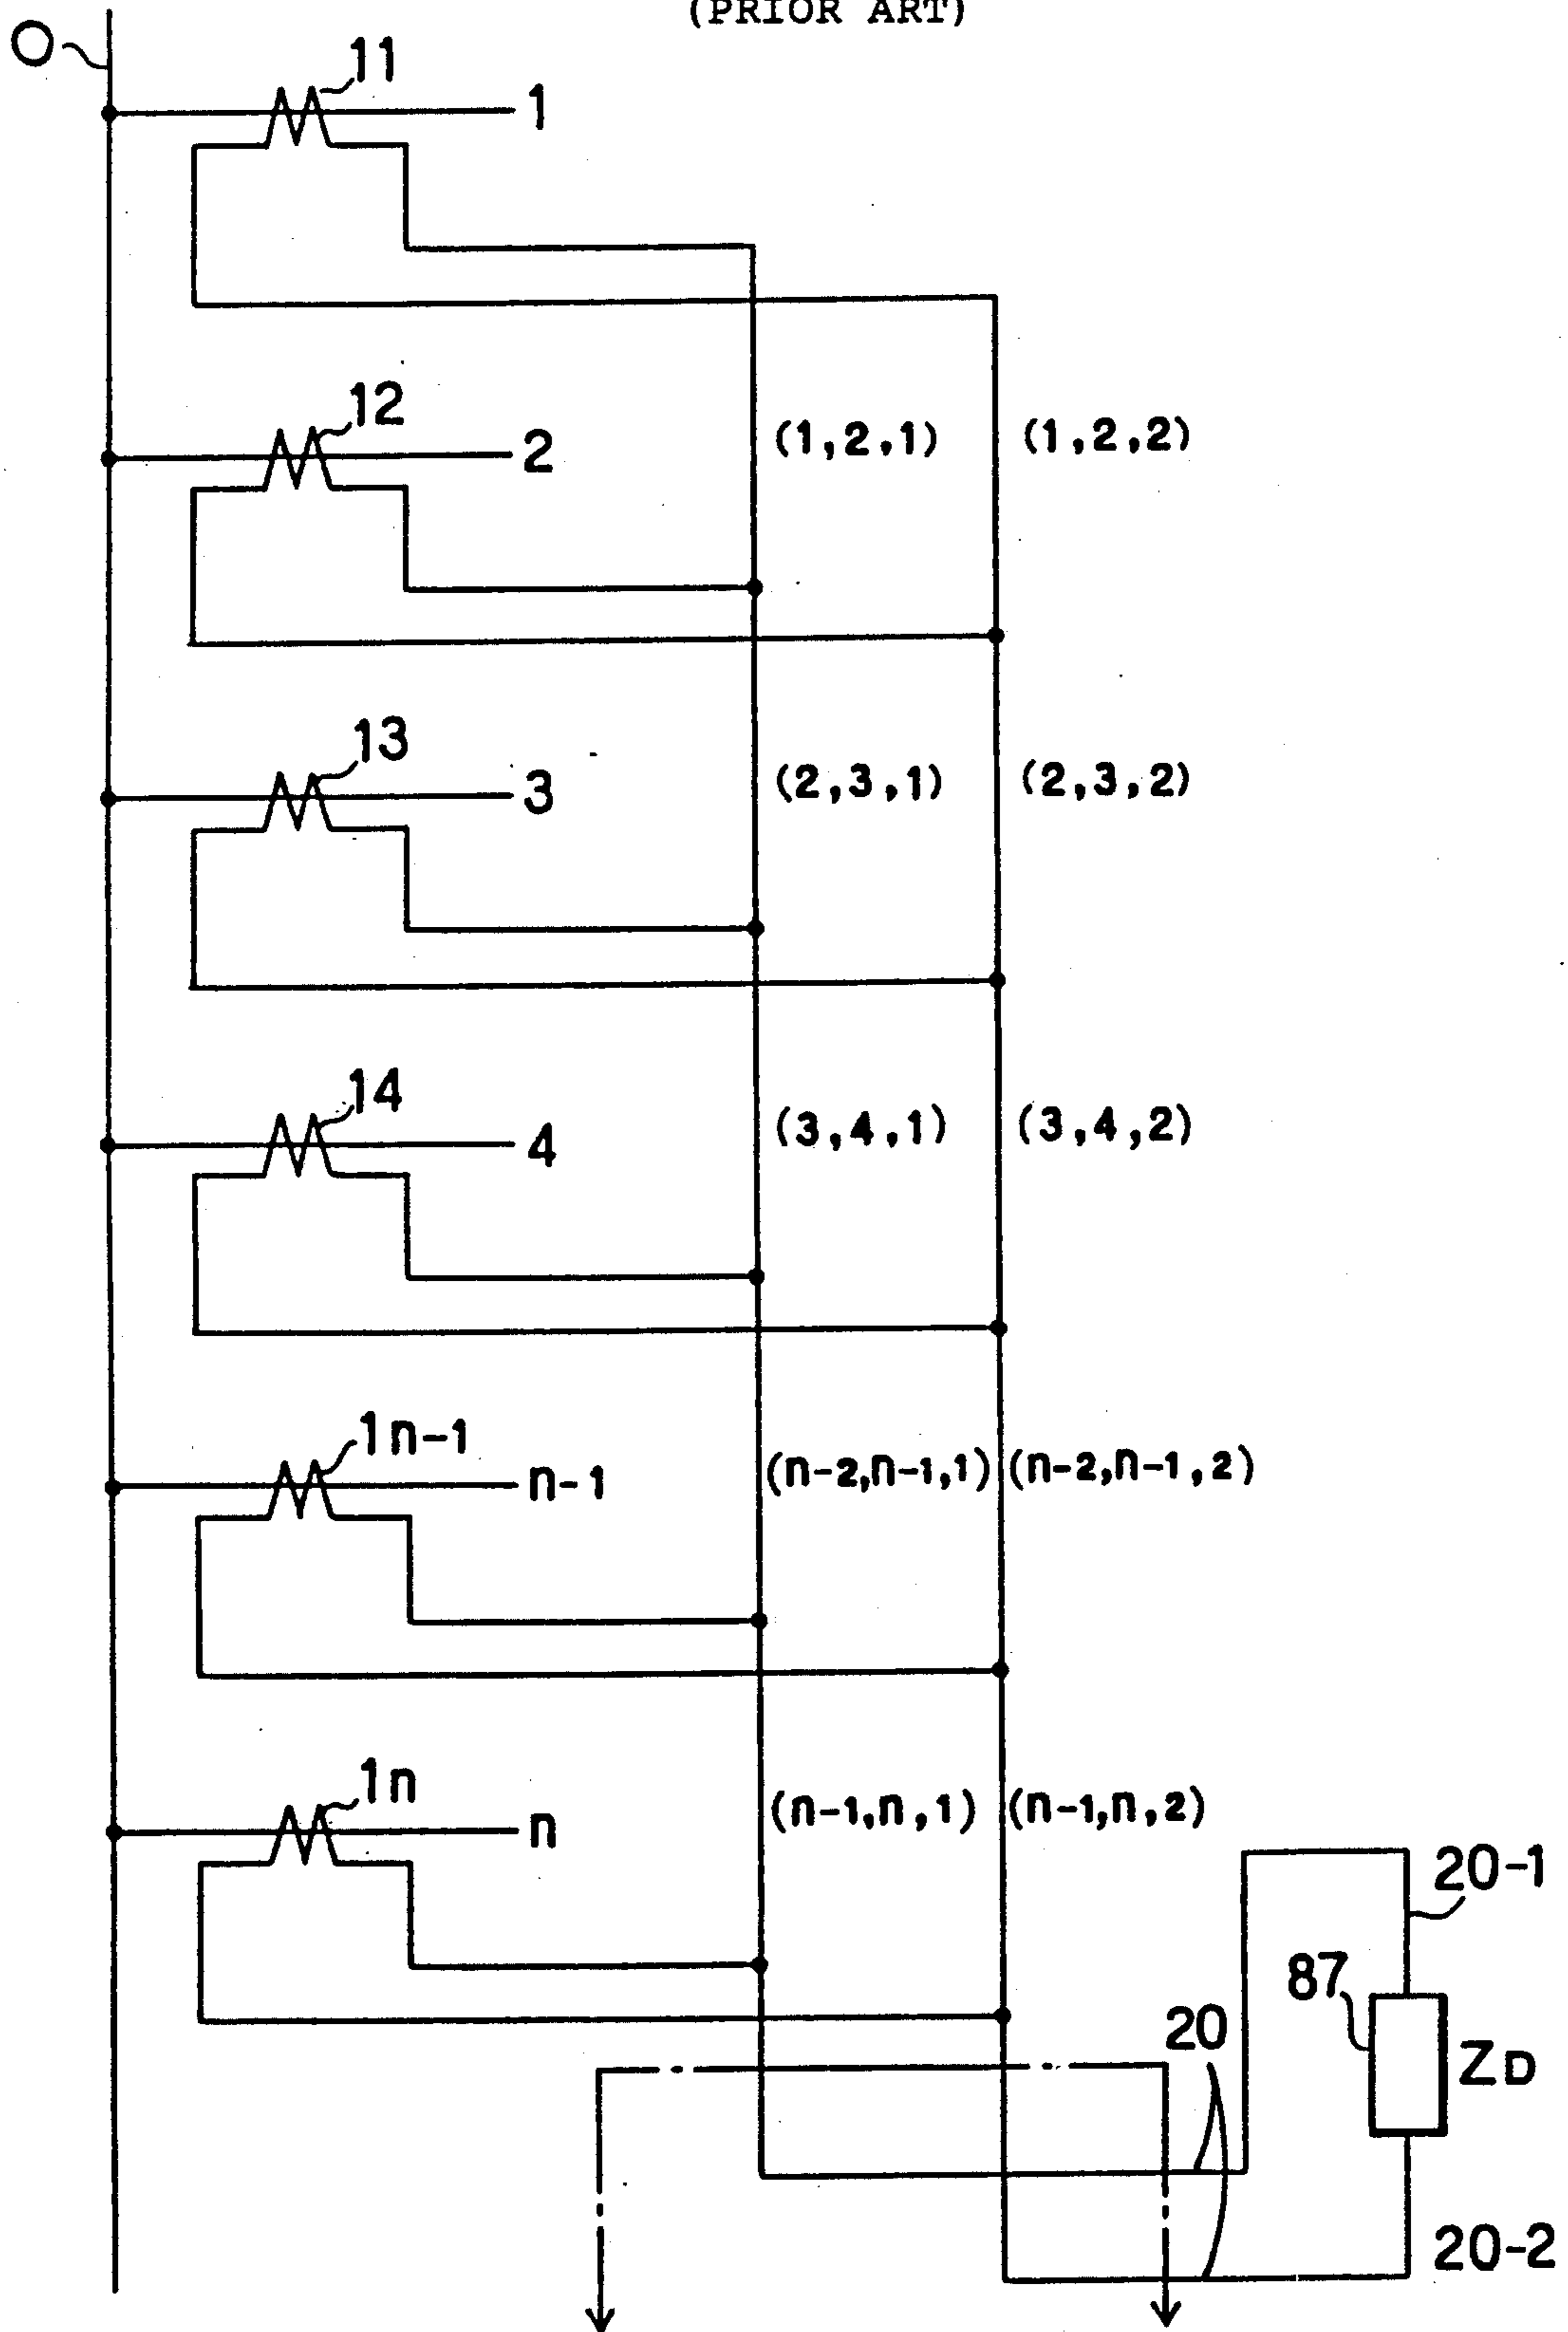 (PRIOR ART)
0
11
1
12
2
(1,2,1)
(1,2,2)
13
3
(2,3,1)
(2,3,2)
14
4
(3,4,1)
(3,4,2)
1n-1
n-1
(n-2,n-1,1)
(n-2,n-1,2)
1n
n
(n-1,n,1)
(n-1,n,2)
20-1
87
20
ZD
20-2